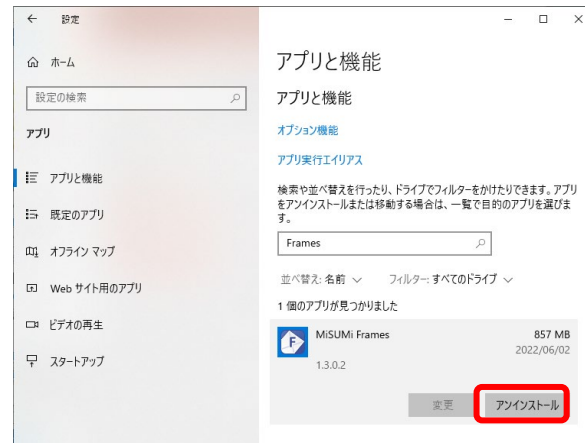 設定
ホーム
設定の検索
アプリ
アプリと機能
既定のアプリ
オフライン マップ
Web サイト用のアプリ
ビデオの再生
スタートアップ
アプリと機能
アプリと機能
オプション機能
アプリ実行エイリアス
検索や並べ替えを行ったり、ドライブでフィルターをかけたりできます。アプリ
をアンインストールまたは移動する場合は、一覧で目的のアプリを選びま
す。
Frames
並べ替え: 名前 フィルター: すべてのドライブ
1 個のアプリが見つかりました
MiSUMi Frames 857 MB
2022/06/02
1.3.0.2
変更 アンインストール